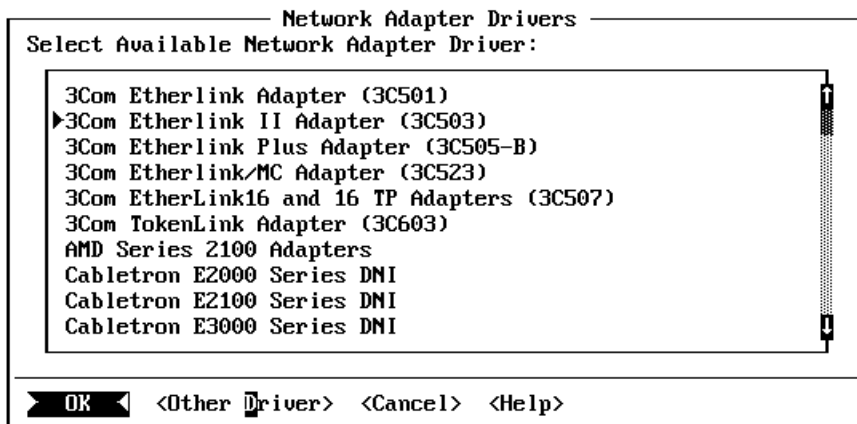 Network Adapter Drivers
Select Available Network Adapter Driver:
3Com Etherlink Adapter (3C501)
3Com Etherlink II Adapter (3C503)
3Com Etherlink Plus Adapter (3C505-B)
3Com Etherlink/MC Adapter (3C523)
3Com EtherLink16 and 16 TP Adapters (3C507)
3Com TokenLink Adapter (3C603)
AMD Series 2100 Adapters
Cabletron E2000 Series DNI
Cabletron E2100 Series DNI
Cabletron E3000 Series DNI
OK <Other Driver> <Cancel> <Help>